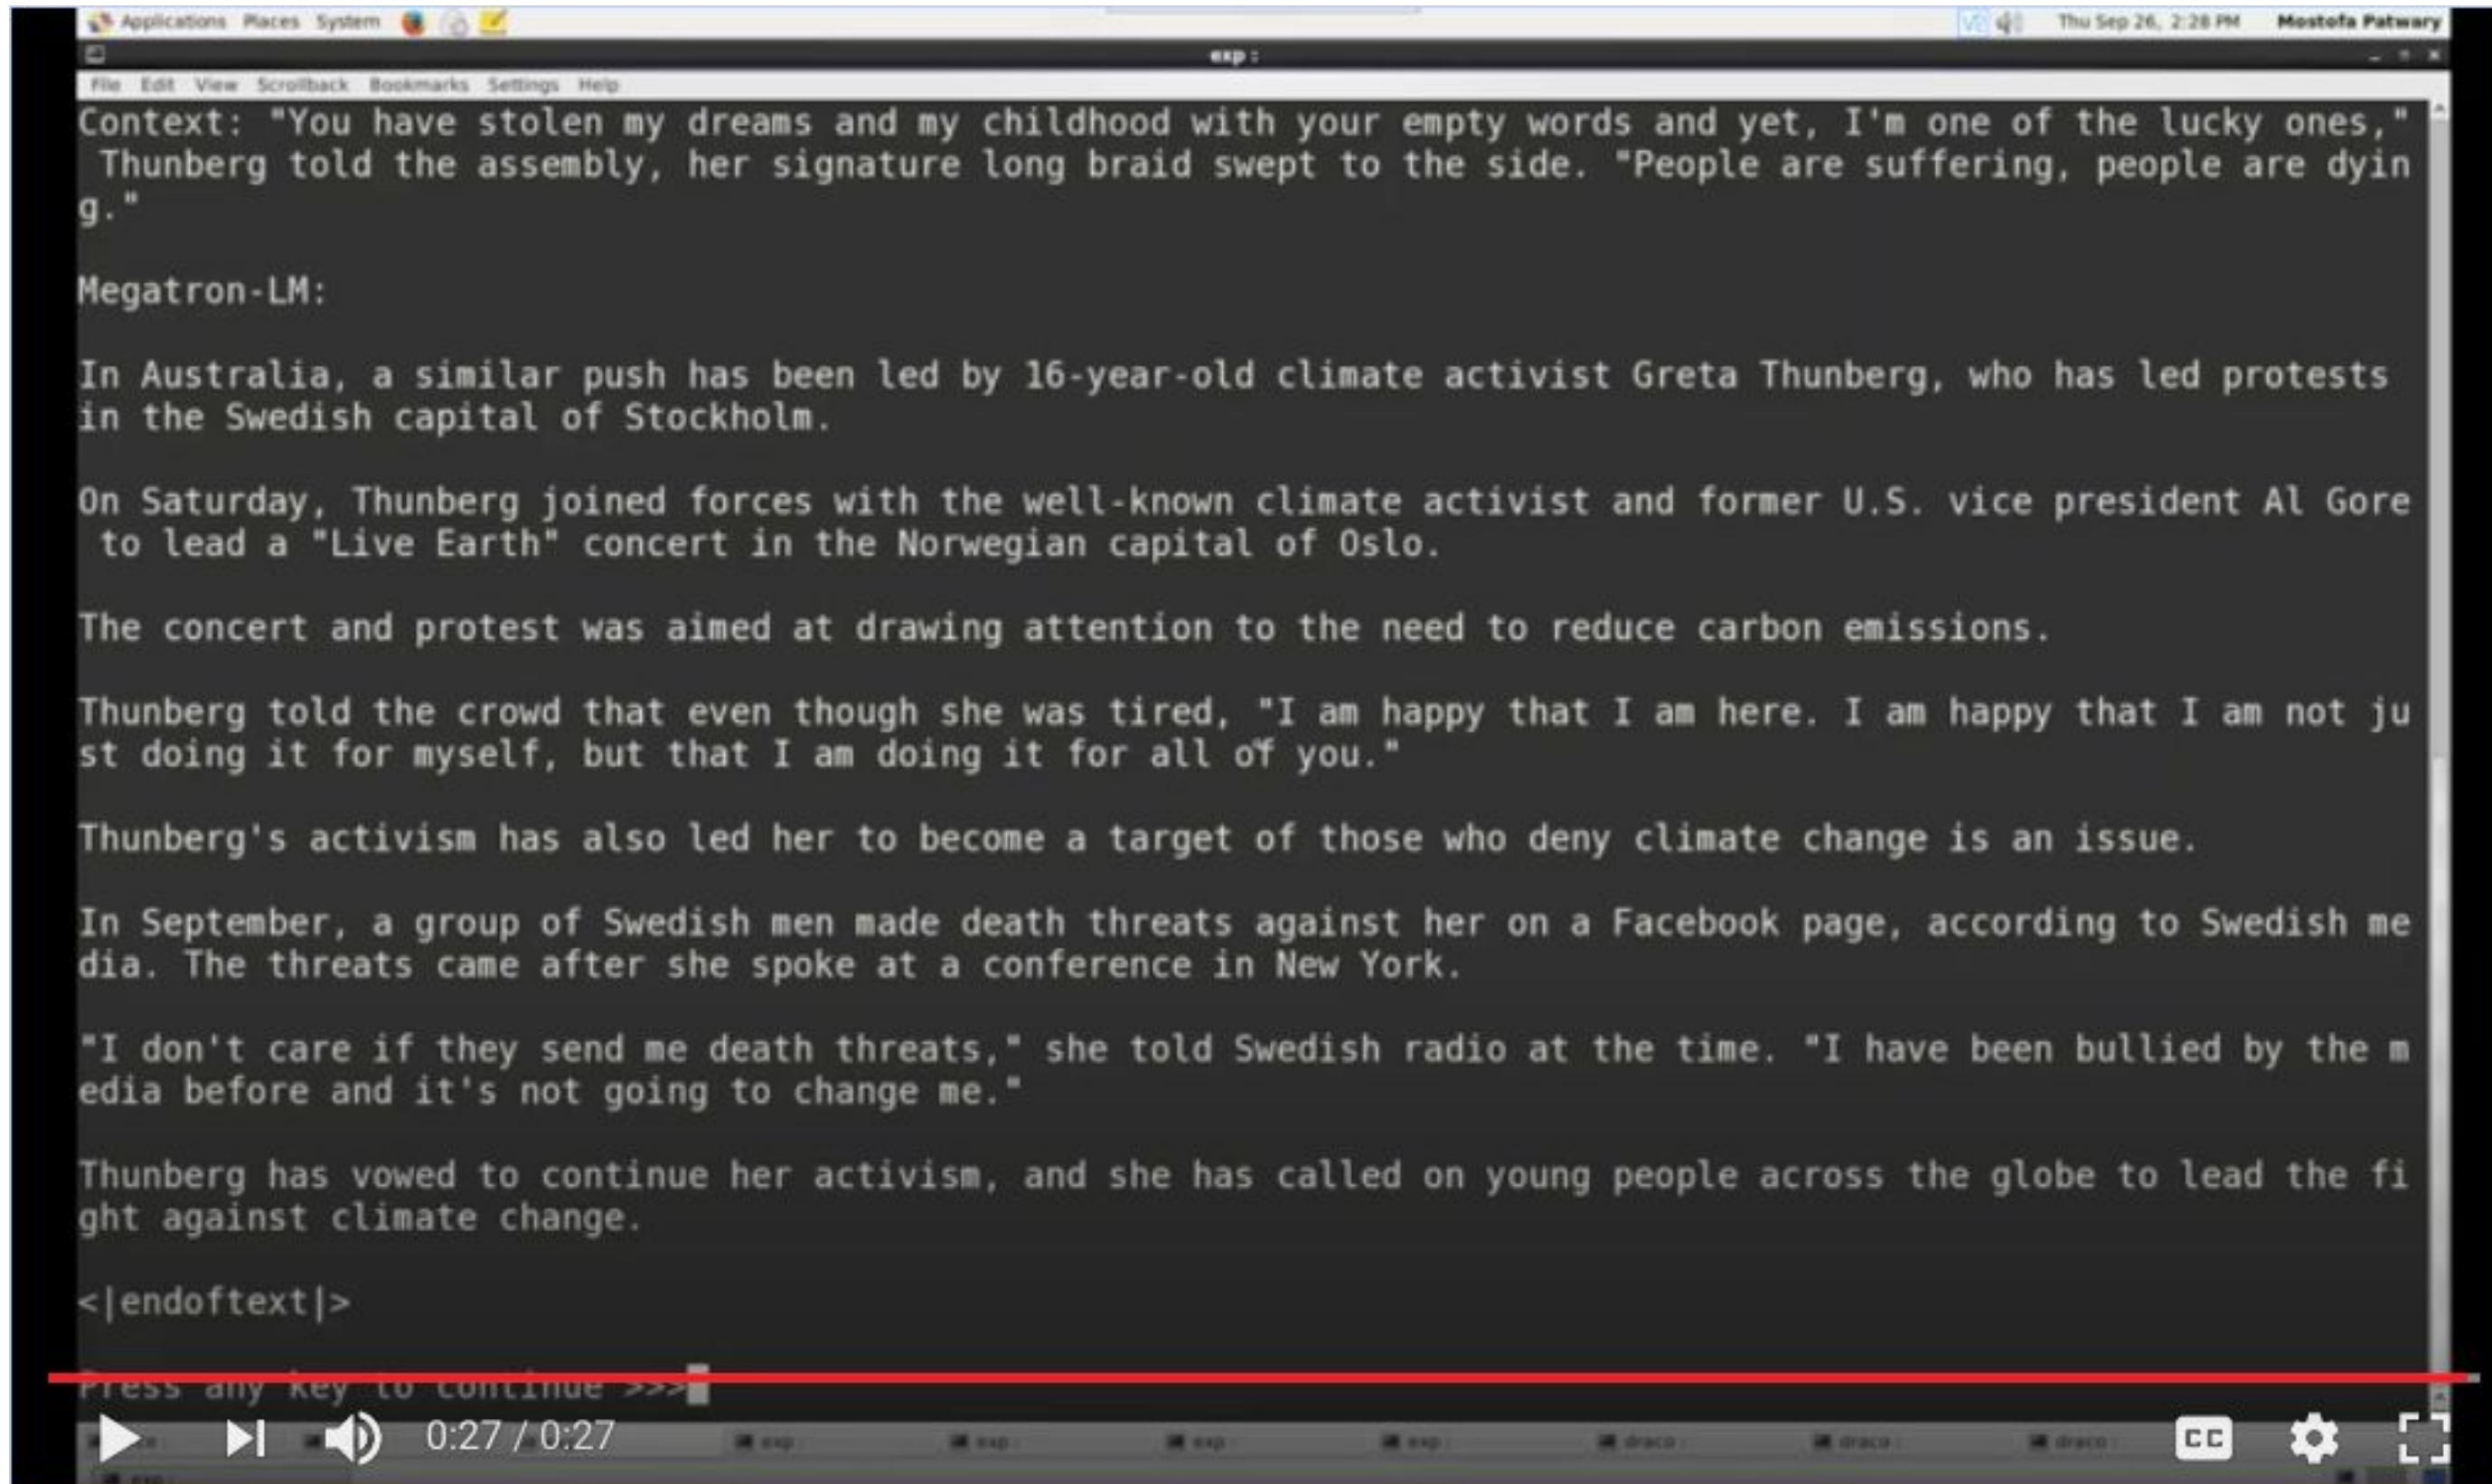 Applications Places System Thu Sep 26, 2:28 PM Mostofa Patwary
exp :
File Edit View Scrollback Bookmarks Settings Help
Context: "You have stolen my dreams and my childhood with your empty words and yet, I'm one of the lucky ones,"
Thunberg told the assembly, her signature long braid swept to the side. "People are suffering, people are dyin
g."
Megatron-LM:
In Australia, a similar push has been led by 16-year-old climate activist Greta Thunberg, who has led protests
in the Swedish capital of Stockholm.
On Saturday, Thunberg joined forces with the well-known climate activist and former U.S. vice president Al Gore
to lead a "Live Earth" concert in the Norwegian capital of Oslo.
The concert and protest was aimed at drawing attention to the need to reduce carbon emissions.
Thunberg told the crowd that even though she was tired, "I am happy that I am here. I am happy that I am not ju
st doing it for myself, but that I am doing it for all of you."
Thunberg's activism has also led her to become a target of those who deny climate change is an issue.
In September, a group of Swedish men made death threats against her on a Facebook page, according to Swedish me
dia. The threats came after she spoke at a conference in New York.
"I don't care if they send me death threats," she told Swedish radio at the time. "I have been bullied by the m
edia before and it's not going to change me."
Thunberg has vowed to continue her activism, and she has called on young people across the globe to lead the fi
ght against climate change.
<|endoftext|>
Press any key to continue >>>
0:27 / 0:27 CC
exp : exp : exp : exp : draco : draco : draco :
exp :